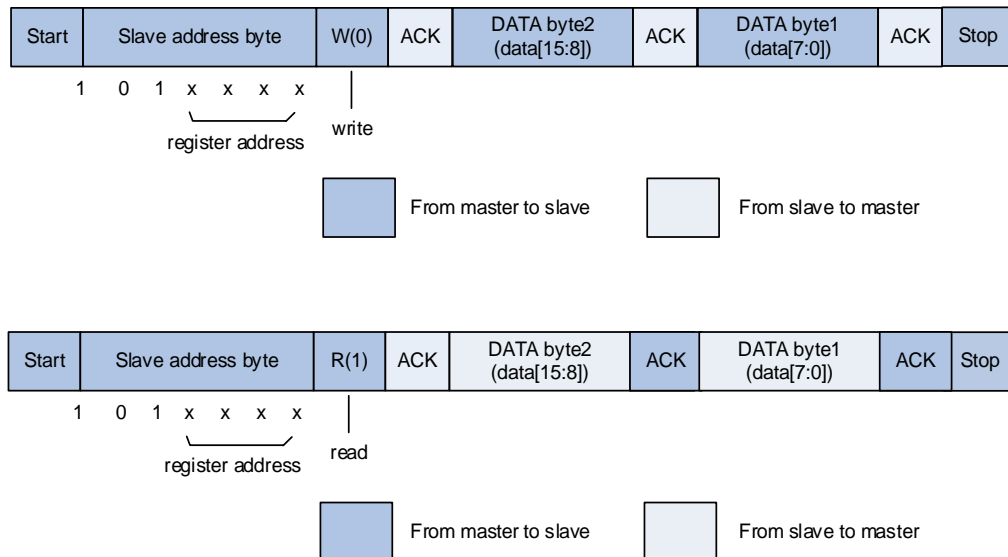 Start Slave address byte W(0) ACK DATA byte2 ACK DATA byte1 ACK Stop
(data[15:8]) (data[7:0])
1 0 1 x x x x
register address write
From master to slave From slave to master
Start Slave address byte R(1) ACK DATA byte2 ACK DATA byte1 ACK Stop
(data[15:8]) (data[7:0])
1 0 1 x x x x
register address read
From master to slave From slave to master